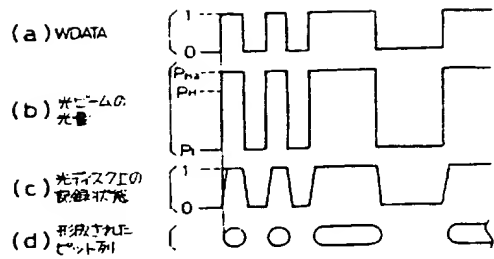 (a) WDATA
1
0
(b) 光ビームの
光量
PHa
PH
PL
(c) 光ディスク上の
記録状態
1
0
(d) 形成された
ピット列